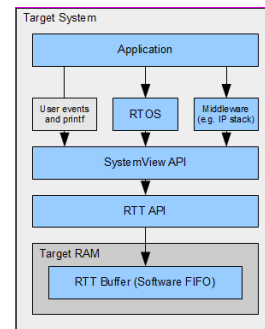 Target System
Application
User events
and printf
RTOS
Middleware
(e.g. IP stack)
SystemView API
RTT API
Target RAM
RTT Buffer (Software FIFO)